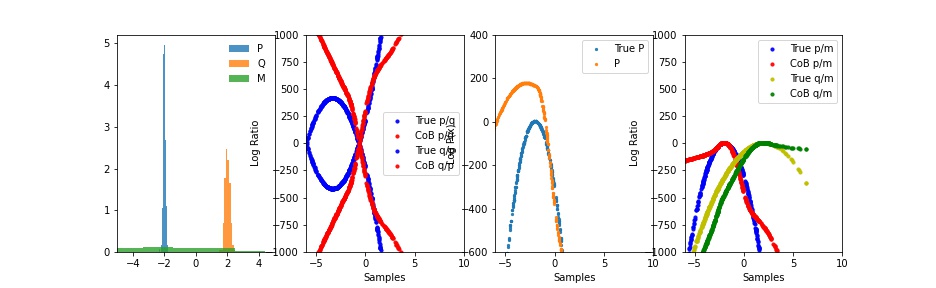 5
4
3
2
1
0
−4
−2
0
2
4
P
Q
M
Log Ratio
1000
750
500
250
0
−250
−500
−750
−1000
−5
0
5
10
Samples
True p/q
CoB p/q
True q/p
CoB q/p
400
200
0
−200
−400
−600
−5
0
5
10
Samples
True P
P
Log Ratio
1000
750
500
250
0
−250
−500
−750
−1000
−5
0
5
10
Samples
True p/m
CoB p/m
True q/m
CoB q/m